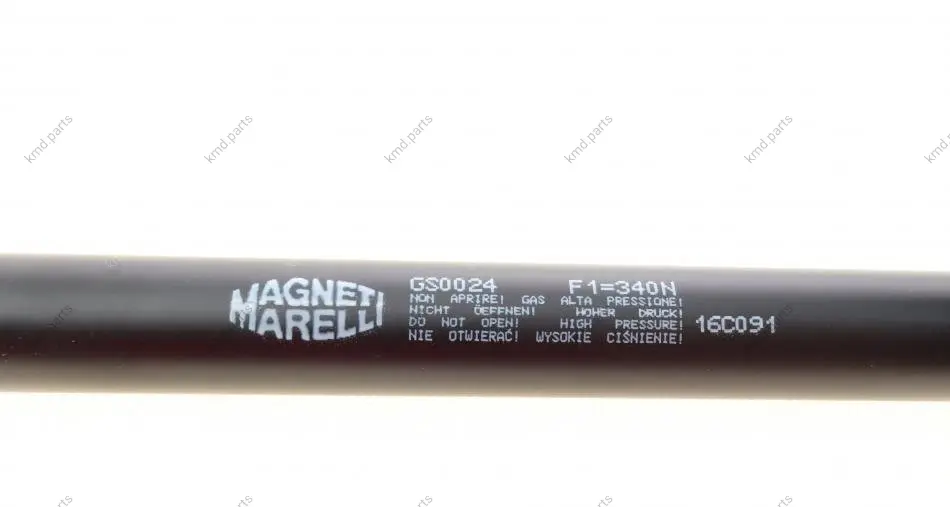 kmd.parts kmd.parts kmd.parts kmd.parts kmd.parts
MAGNETI
MARELLI
GS0024 F1=340N
NON APRIRE! GAS ALTA PRESSIONE!
NICHT ÖEFFNEN! HOHER DRUCK!
DO NOT OPEN! HIGH PRESSURE! 16C091
NIE OTWIERAĆ! WYSOKIE CIŚNIENIE!